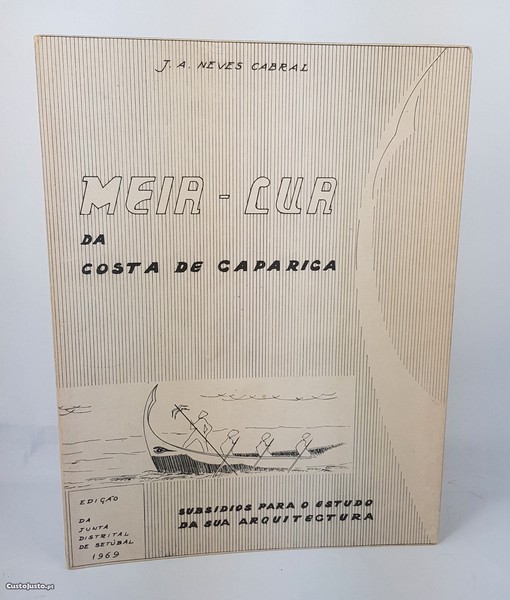 J. A. NEVES CABRAL
MEIA - LUA
DA
COSTA DE CAPARICA
EDIÇÃO
DA
JUNTA
DISTRITAL
DE SETÚBAL
1969
SUBSÍDIOS PARA O ESTUDO
DA SUA ARQUITECTURA
CustoJusto.pt